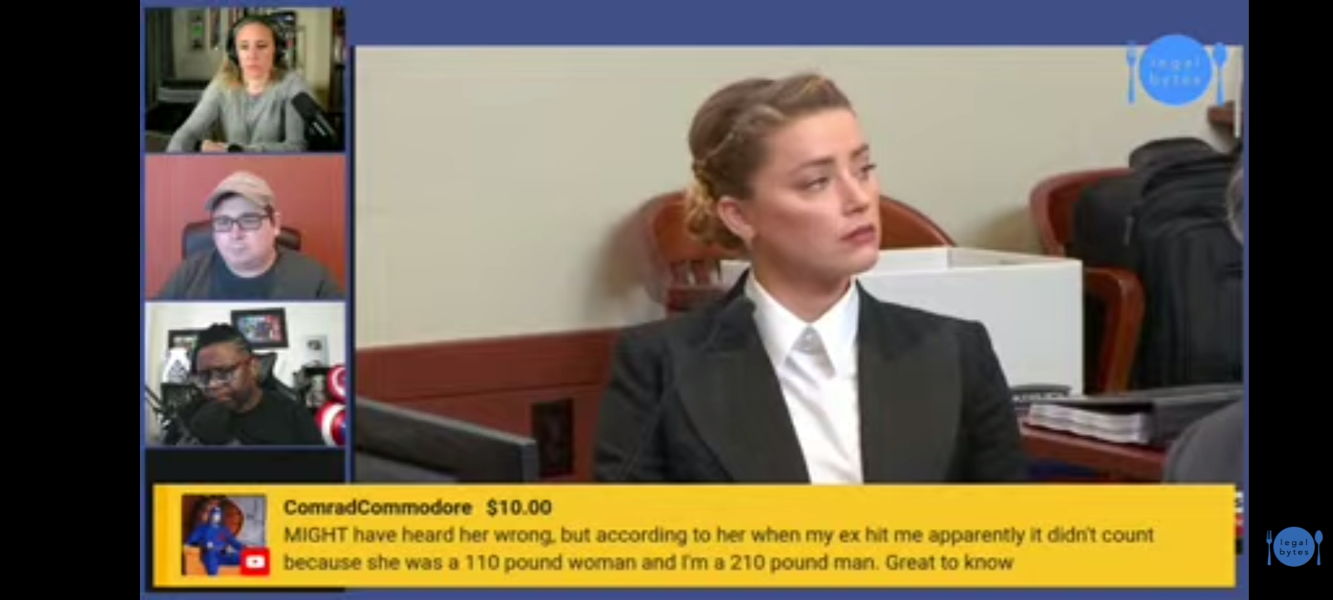 legal
bytes
ComradCommodore $10.00
MIGHT have heard her wrong, but according to her when my ex hit me apparently it didn't count
because she was a 110 pound woman and I'm a 210 pound man. Great to know
legal
bytes